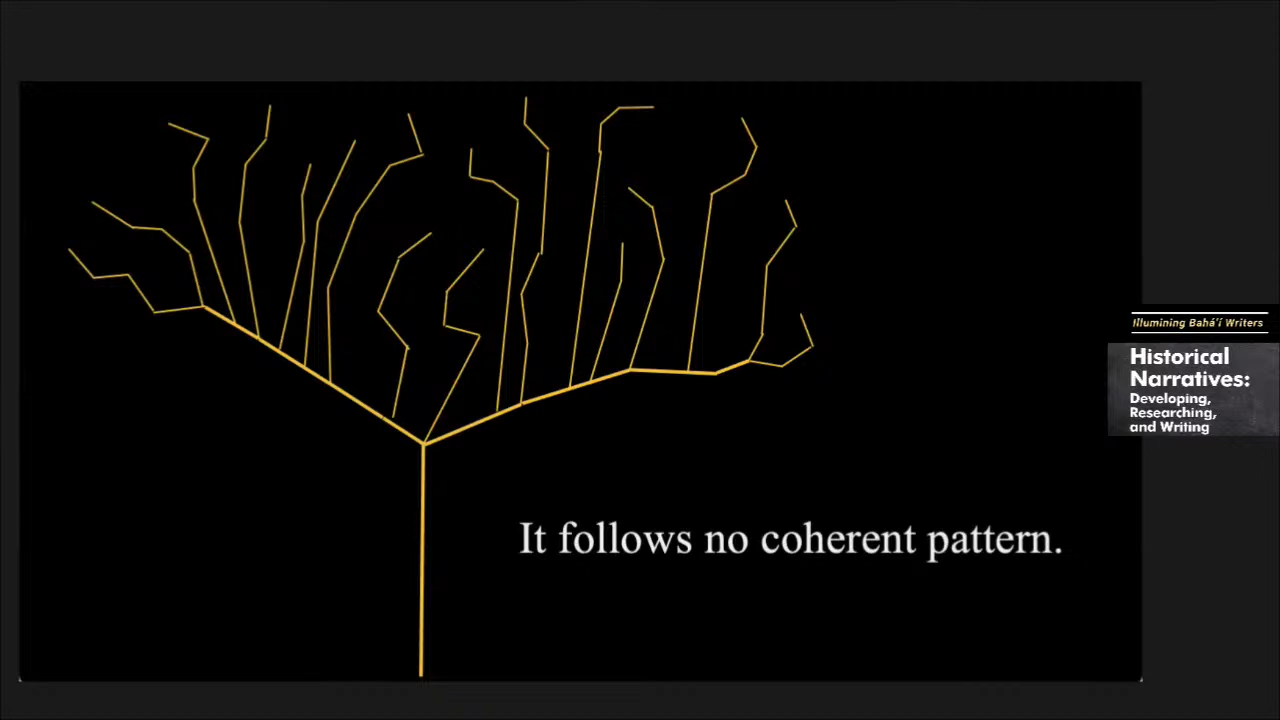 It follows no coherent pattern.
Illumining Bahá'í Writers
Historical
Narratives:
Developing,
Researching,
and Writing